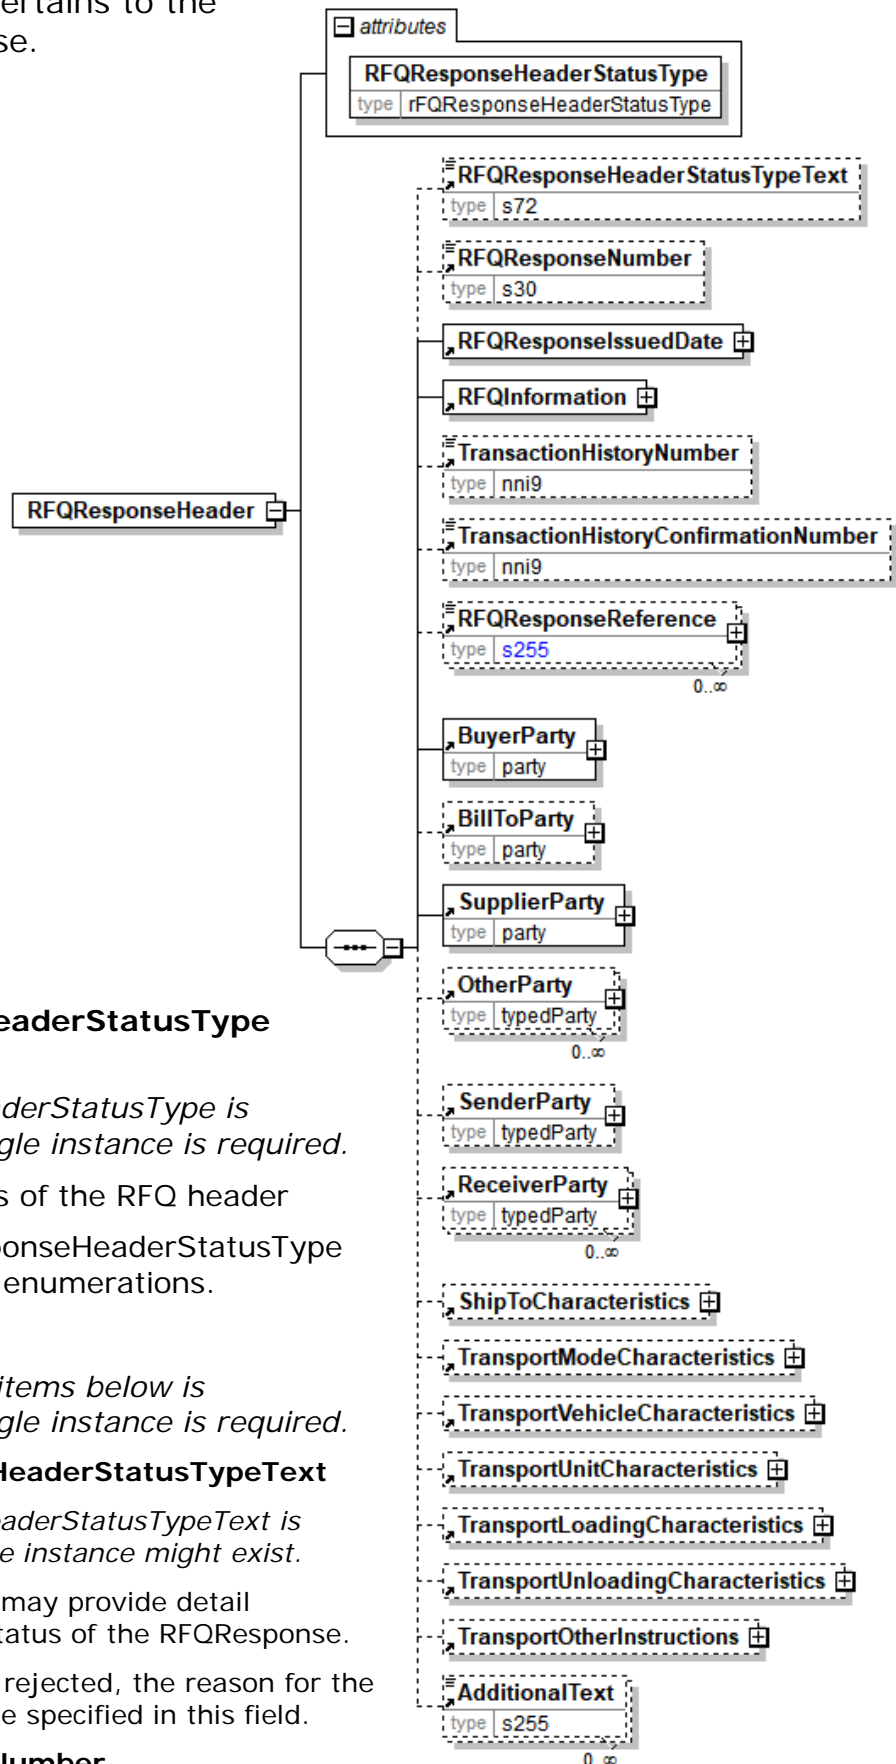 ertains to the
se.
attributes
RFQResponseHeaderStatusType
type rFQResponseHeaderStatusType
RFQResponseHeaderStatusTypeText
type s72
RFQResponseNumber
type s30
RFQResponseIssuedDate
RFQInformation
TransactionHistoryNumber
type nni9
RFQResponseHeader
TransactionHistoryConfirmationNumber
type nni9
RFQResponseReference
type s255
0..∞
BuyerParty
type party
BillToParty
type party
SupplierParty
type party
OtherParty
type typedParty
0..∞
SenderParty
type typedParty
ReceiverParty
type typedParty
0..∞
ShipToCharacteristics
TransportModeCharacteristics
TransportVehicleCharacteristics
TransportUnitCharacteristics
TransportLoadingCharacteristics
TransportUnloadingCharacteristics
TransportOtherInstructions
AdditionalText
type s255
0..∞
eaderStatusType
aderStatusType is
gle instance is required.
s of the RFQ header
ponseHeaderStatusType
enumerations.
items below is
gle instance is required.
HeaderStatusTypeText
eaderStatusTypeText is
e instance might exist.
may provide detail
tatus of the RFQResponse.
rejected, the reason for the
e specified in this field.
Number